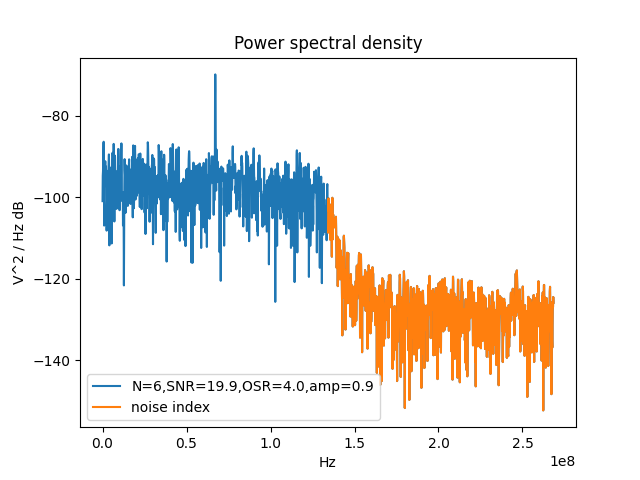 Power spectral density
V^2 / Hz dB
−80
−100
−120
−140
N=6,SNR=19.9,OSR=4.0,amp=0.9
noise index
0.0 0.5 1.0 1.5 2.0 2.5
1e8
Hz